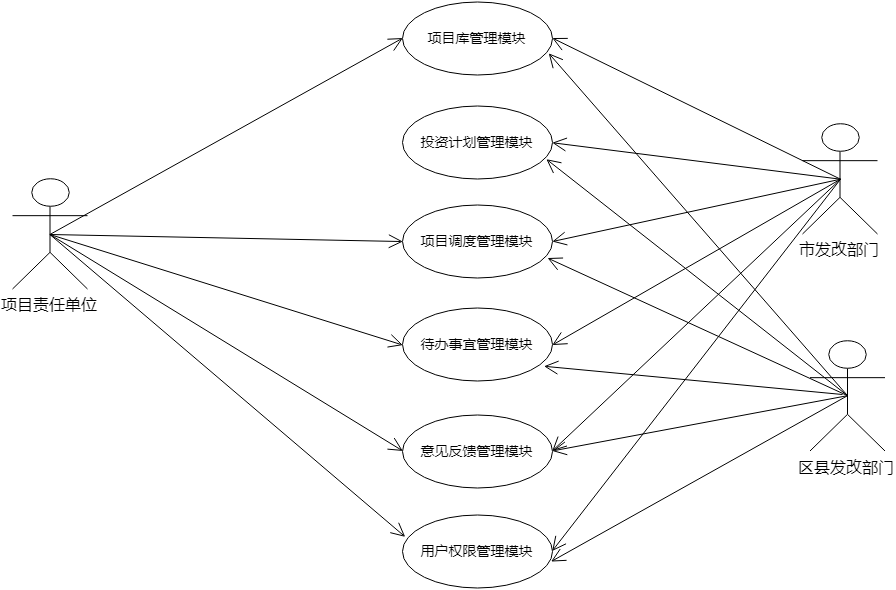 项目库管理模块
投资计划管理模块
项目调度管理模块
待办事宜管理模块
意见反馈管理模块
用户权限管理模块
项目责任单位
市发改部门
区县发改部门